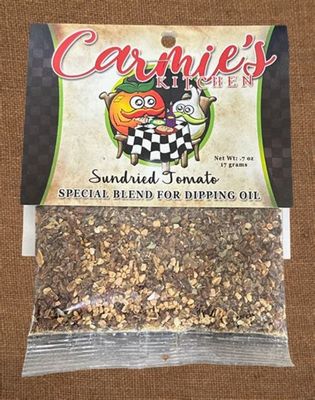 Carmie's
KITCHEN
Net Wt: .7 oz
17 grams
Sundried Tomato
SPECIAL BLEND FOR DIPPING OIL